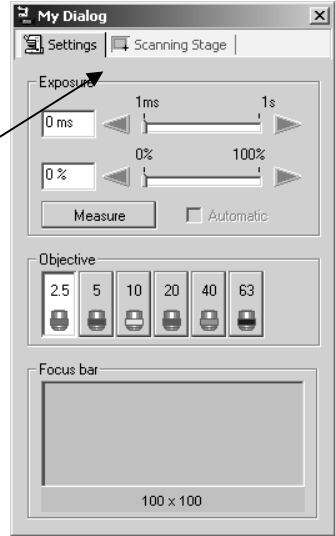 My Dialog
Settings Scanning Stage
Exposure
1ms 1s
0 ms
0% 100%
0 %
Measure Automatic
Objective
2.5 5 10 20 40 63
Focus bar
100 x 100